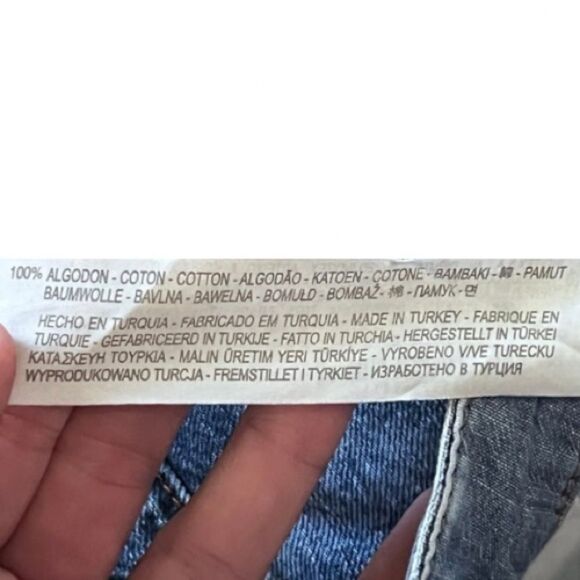 100% ALGODON - COTON - COTTON - ALGODÃO - KATOEN - COTONE - BAMBAKI - 棉 - PAMUT
BAUMWOLLE - BAVLNA - BAWELNA - BOMULD - BOMBAŽ - 棉 - ПАМУК - 면
HECHO EN TURQUIA - FABRICADO EM TURQUIA - MADE IN TURKEY - FABRIQUE EN
TURQUIE - GEFABRICEERD IN TURKIJE - FATTO IN TURCHIA - HERGESTELLT IN TÜRKEI
ΚΑΤΑΣΚΕΥΗ ΤΟΥΡΚΙΑ - MALIN ÜRETIM YERI TÜRKİYE - VYROBENO V/VE TURECKU
WYPRODUKOWANO TURCJA - FREMSTILLET I TYRKIET - ИЗРАБОТЕНО В ТУРЦИЯ